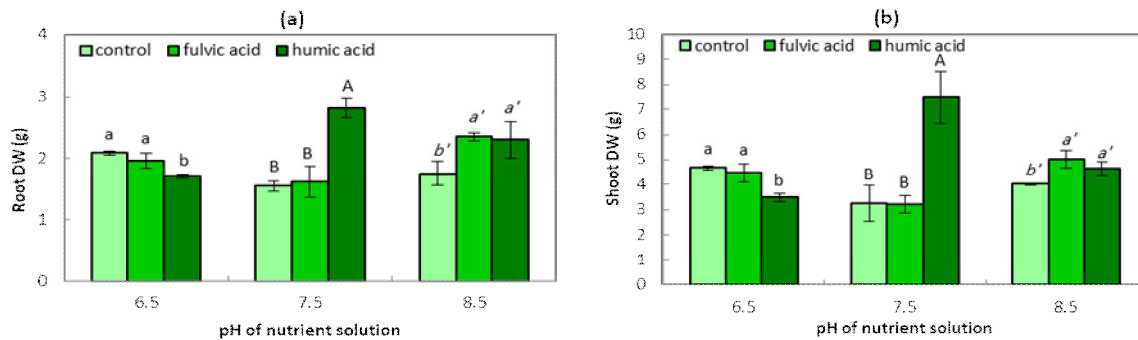 (a)
4
3
2
1
0
Root DW (g)
control fulvic acid humic acid
a a b
B B A
b' a' a'
6.5 7.5 8.5
pH of nutrient solution
(b)
10
9
8
7
6
5
4
3
2
1
0
Shoot DW (g)
control fulvic acid humic acid
a a b
B B A
b' a' a'
6.5 7.5 8.5
pH of nutrient solution